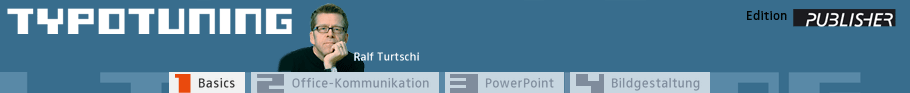 TYPOTUNING
Edition PUBLISHER
Ralf Turtschi
1 Basics 2 Office-Kommunikation 3 PowerPoint 4 Bildgestaltung